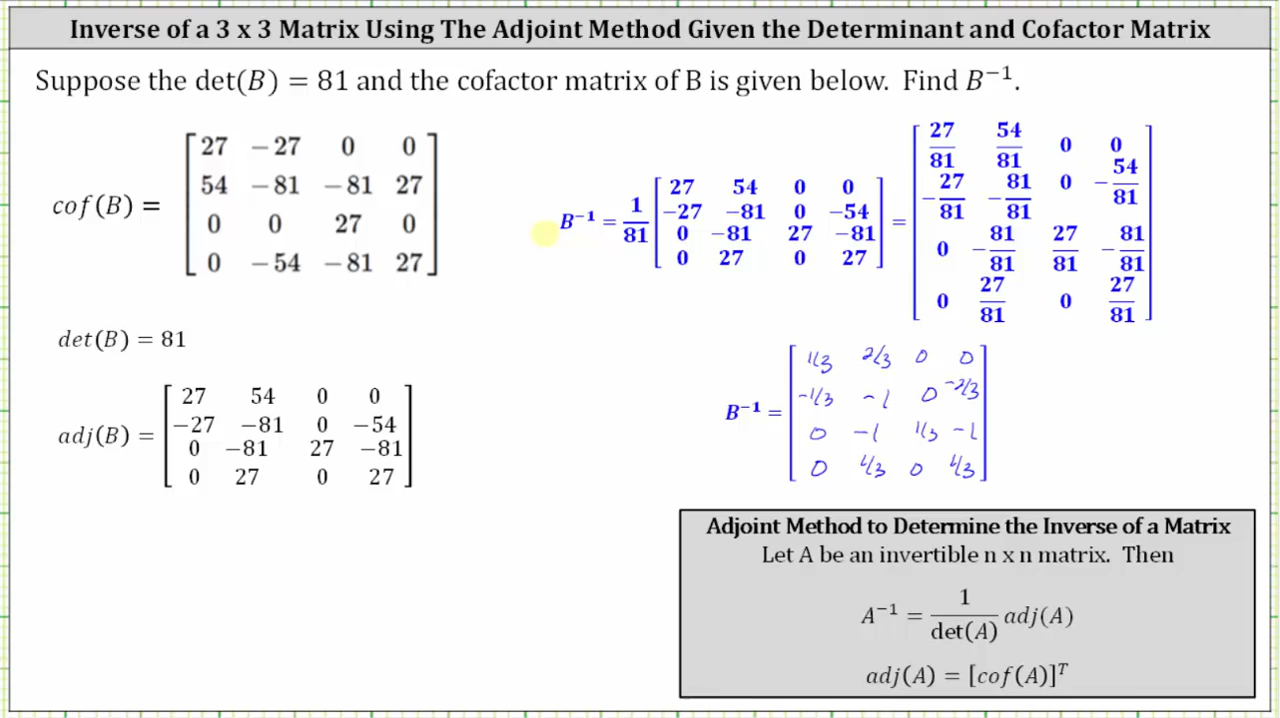 Inverse of a 3 x 3 Matrix Using The Adjoint Method Given the Determinant and Cofactor Matrix
Suppose the det(B) = 81 and the cofactor matrix of B is given below. Find B⁻¹.
cof(B) =
27 −27 0 0
54 −81 −81 27
0 0 27 0
0 −54 −81 27
B⁻¹ = 1/81
27 54 0 0
−27 −81 0 −54
0 −81 27 −81
0 27 0 27
=
27/81 54/81 0 0
−27/81 −81/81 0 −54/81
0 −81/81 27/81 −81/81
0 27/81 0 27/81
det(B) = 81
adj(B) =
27 54 0 0
−27 −81 0 −54
0 −81 27 −81
0 27 0 27
B⁻¹ =
1/3 2/3 0 0
-1/3 -1 0 -2/3
0 -1 1/3 -1
0 1/3 0 1/3
Adjoint Method to Determine the Inverse of a Matrix
Let A be an invertible n x n matrix. Then
A⁻¹ = 1/det(A) adj(A)
adj(A) = [cof(A)]ᵀ